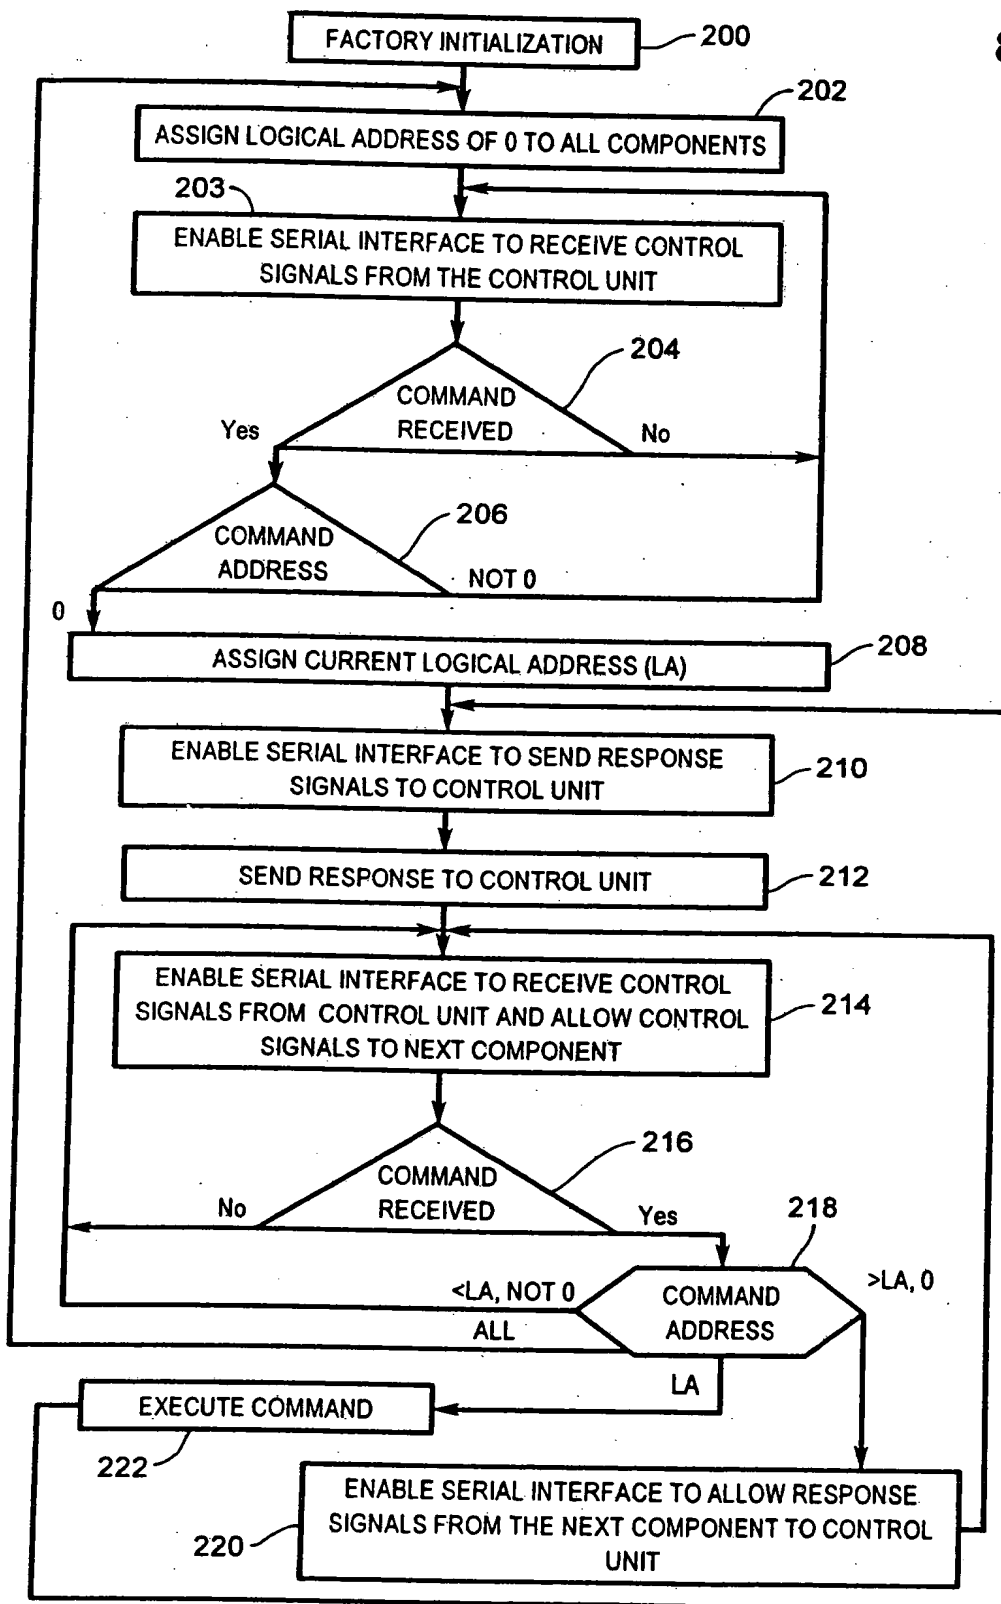 FACTORY INITIALIZATION
200
202
ASSIGN LOGICAL ADDRESS OF 0 TO ALL COMPONENTS
203
ENABLE SERIAL INTERFACE TO RECEIVE CONTROL
SIGNALS FROM THE CONTROL UNIT
204
COMMAND
RECEIVED
Yes
No
206
COMMAND
ADDRESS
NOT 0
0
208
ASSIGN CURRENT LOGICAL ADDRESS (LA)
ENABLE SERIAL INTERFACE TO SEND RESPONSE
SIGNALS TO CONTROL UNIT
210
SEND RESPONSE TO CONTROL UNIT
212
ENABLE SERIAL INTERFACE TO RECEIVE CONTROL
SIGNALS FROM CONTROL UNIT AND ALLOW CONTROL
SIGNALS TO NEXT COMPONENT
214
216
COMMAND
RECEIVED
No
Yes
218
<LA, NOT 0
COMMAND
ADDRESS
>LA, 0
ALL
LA
EXECUTE COMMAND
222
ENABLE SERIAL INTERFACE TO ALLOW RESPONSE
SIGNALS FROM THE NEXT COMPONENT TO CONTROL
UNIT
220